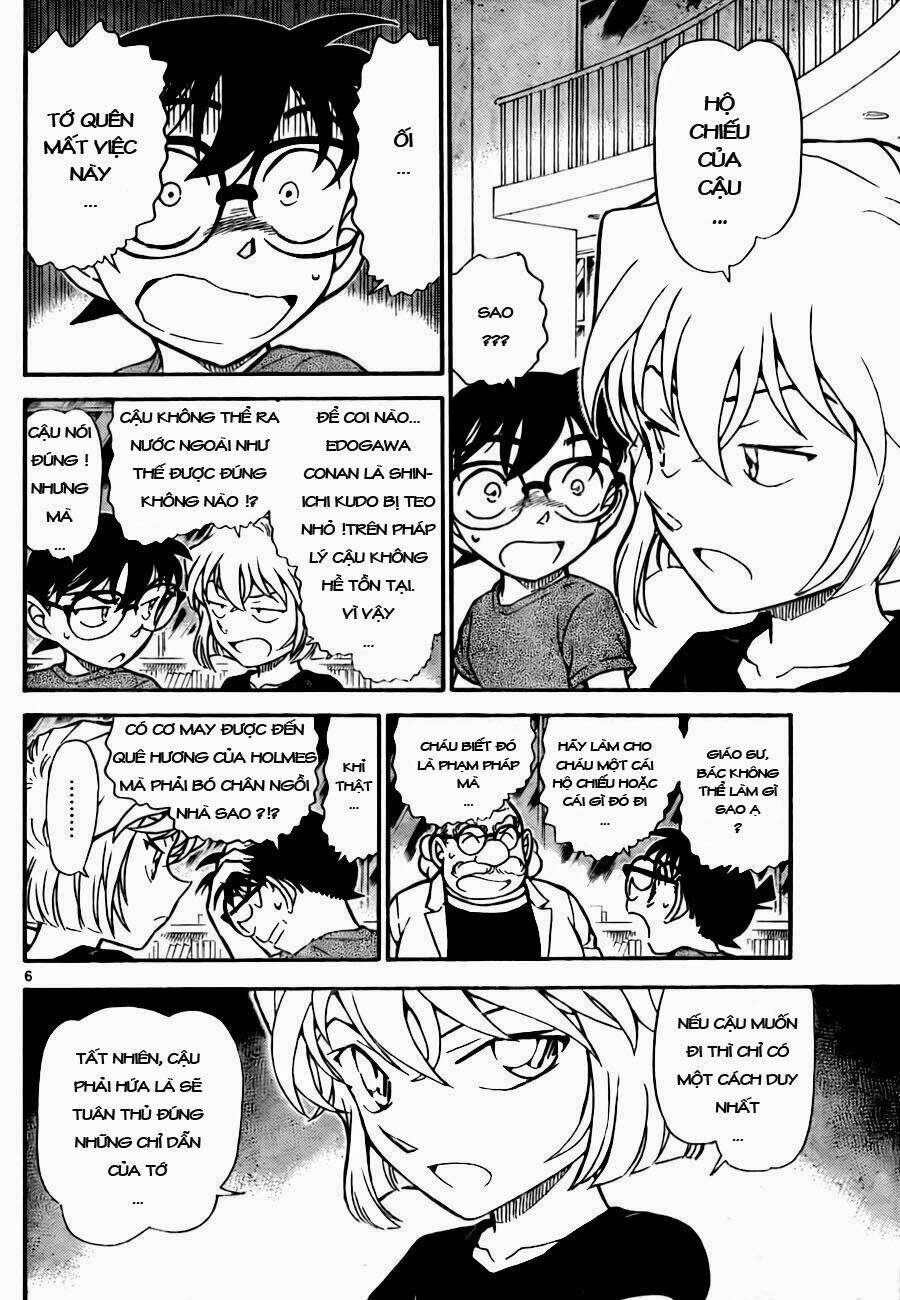 HỘ
CHIẾU
CỦA
CẬU
...
SAO
???
ỐI
...
TỚ QUÊN
MẤT VIỆC
NÀY
...
ĐỂ COI NÀO...
EDOGAWA
CONAN LÀ SHIN-
ICHI KUDO BỊ TEO
NHỎ !TRÊN PHÁP
LÝ CẬU KHÔNG
HỀ TỒN TẠI.
VÌ VẬY
...
CẬU KHÔNG THỂ RA
NƯỚC NGOÀI NHƯ
THẾ ĐƯỢC ĐÚNG
KHÔNG NÀO !?
CẬU NÓI
ĐÚNG !
NHƯNG
MÀ
...
GIÁO SƯ,
BÁC KHÔNG
THỂ LÀM GÌ
SAO Ạ
?
HÃY LÀM CHO
CHÁU MỘT CÁI
HỘ CHIẾU HOẶC
CÁI GÌ ĐÓ ĐI
...
CHÁU BIẾT ĐÓ
LÀ PHẠM PHÁP
MÀ
...
KHỈ
THẬT
...
CÓ CƠ MAY ĐƯỢC ĐẾN
QUÊ HƯƠNG CỦA HOLMES
MÀ PHẢI BÓ CHÂN NGỒI
NHÀ SAO ?!?
.........
6
NẾU CẬU MUỐN
ĐI THÌ CHỈ CÓ
MỘT CÁCH DUY
NHẤT
...
TẤT NHIÊN, CẬU
PHẢI HỨA LÀ SẼ
TUÂN THỦ ĐÚNG
NHỮNG CHỈ DẪN
CỦA TỚ
...